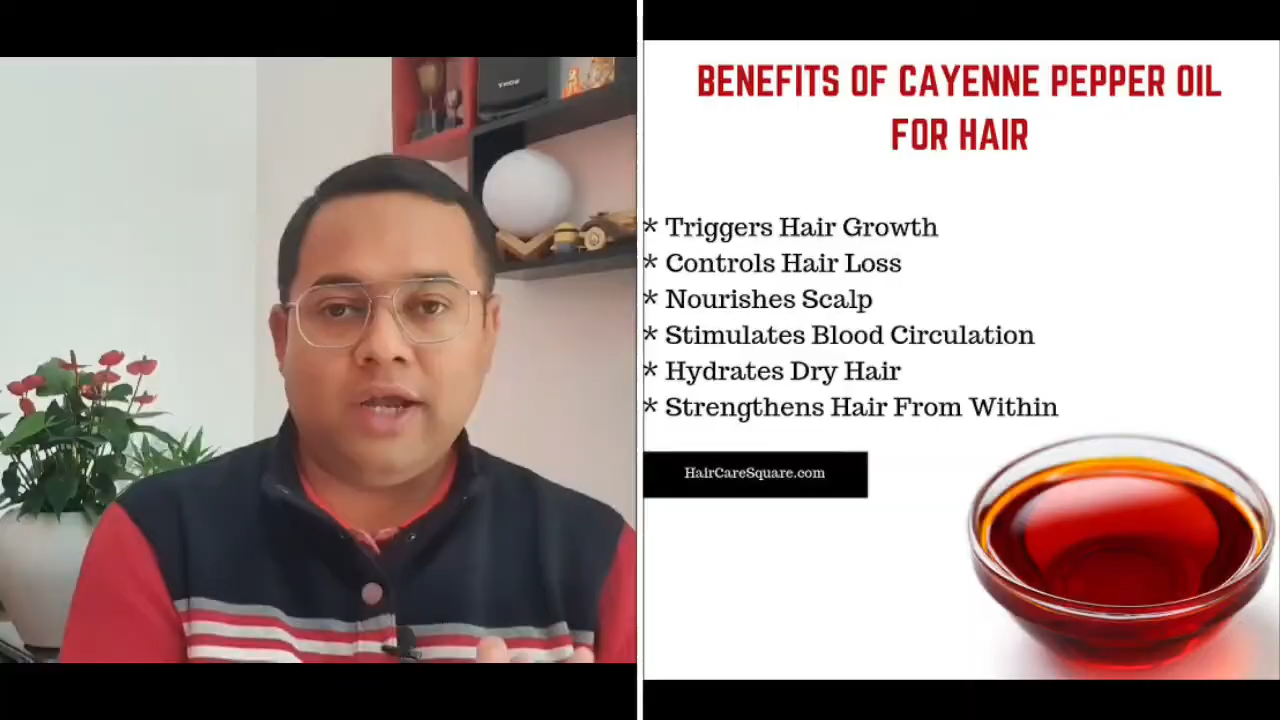 BENEFITS OF CAYENNE PEPPER OIL
FOR HAIR
* Triggers Hair Growth
* Controls Hair Loss
* Nourishes Scalp
* Stimulates Blood Circulation
* Hydrates Dry Hair
* Strengthens Hair From Within
HairCareSquare.com